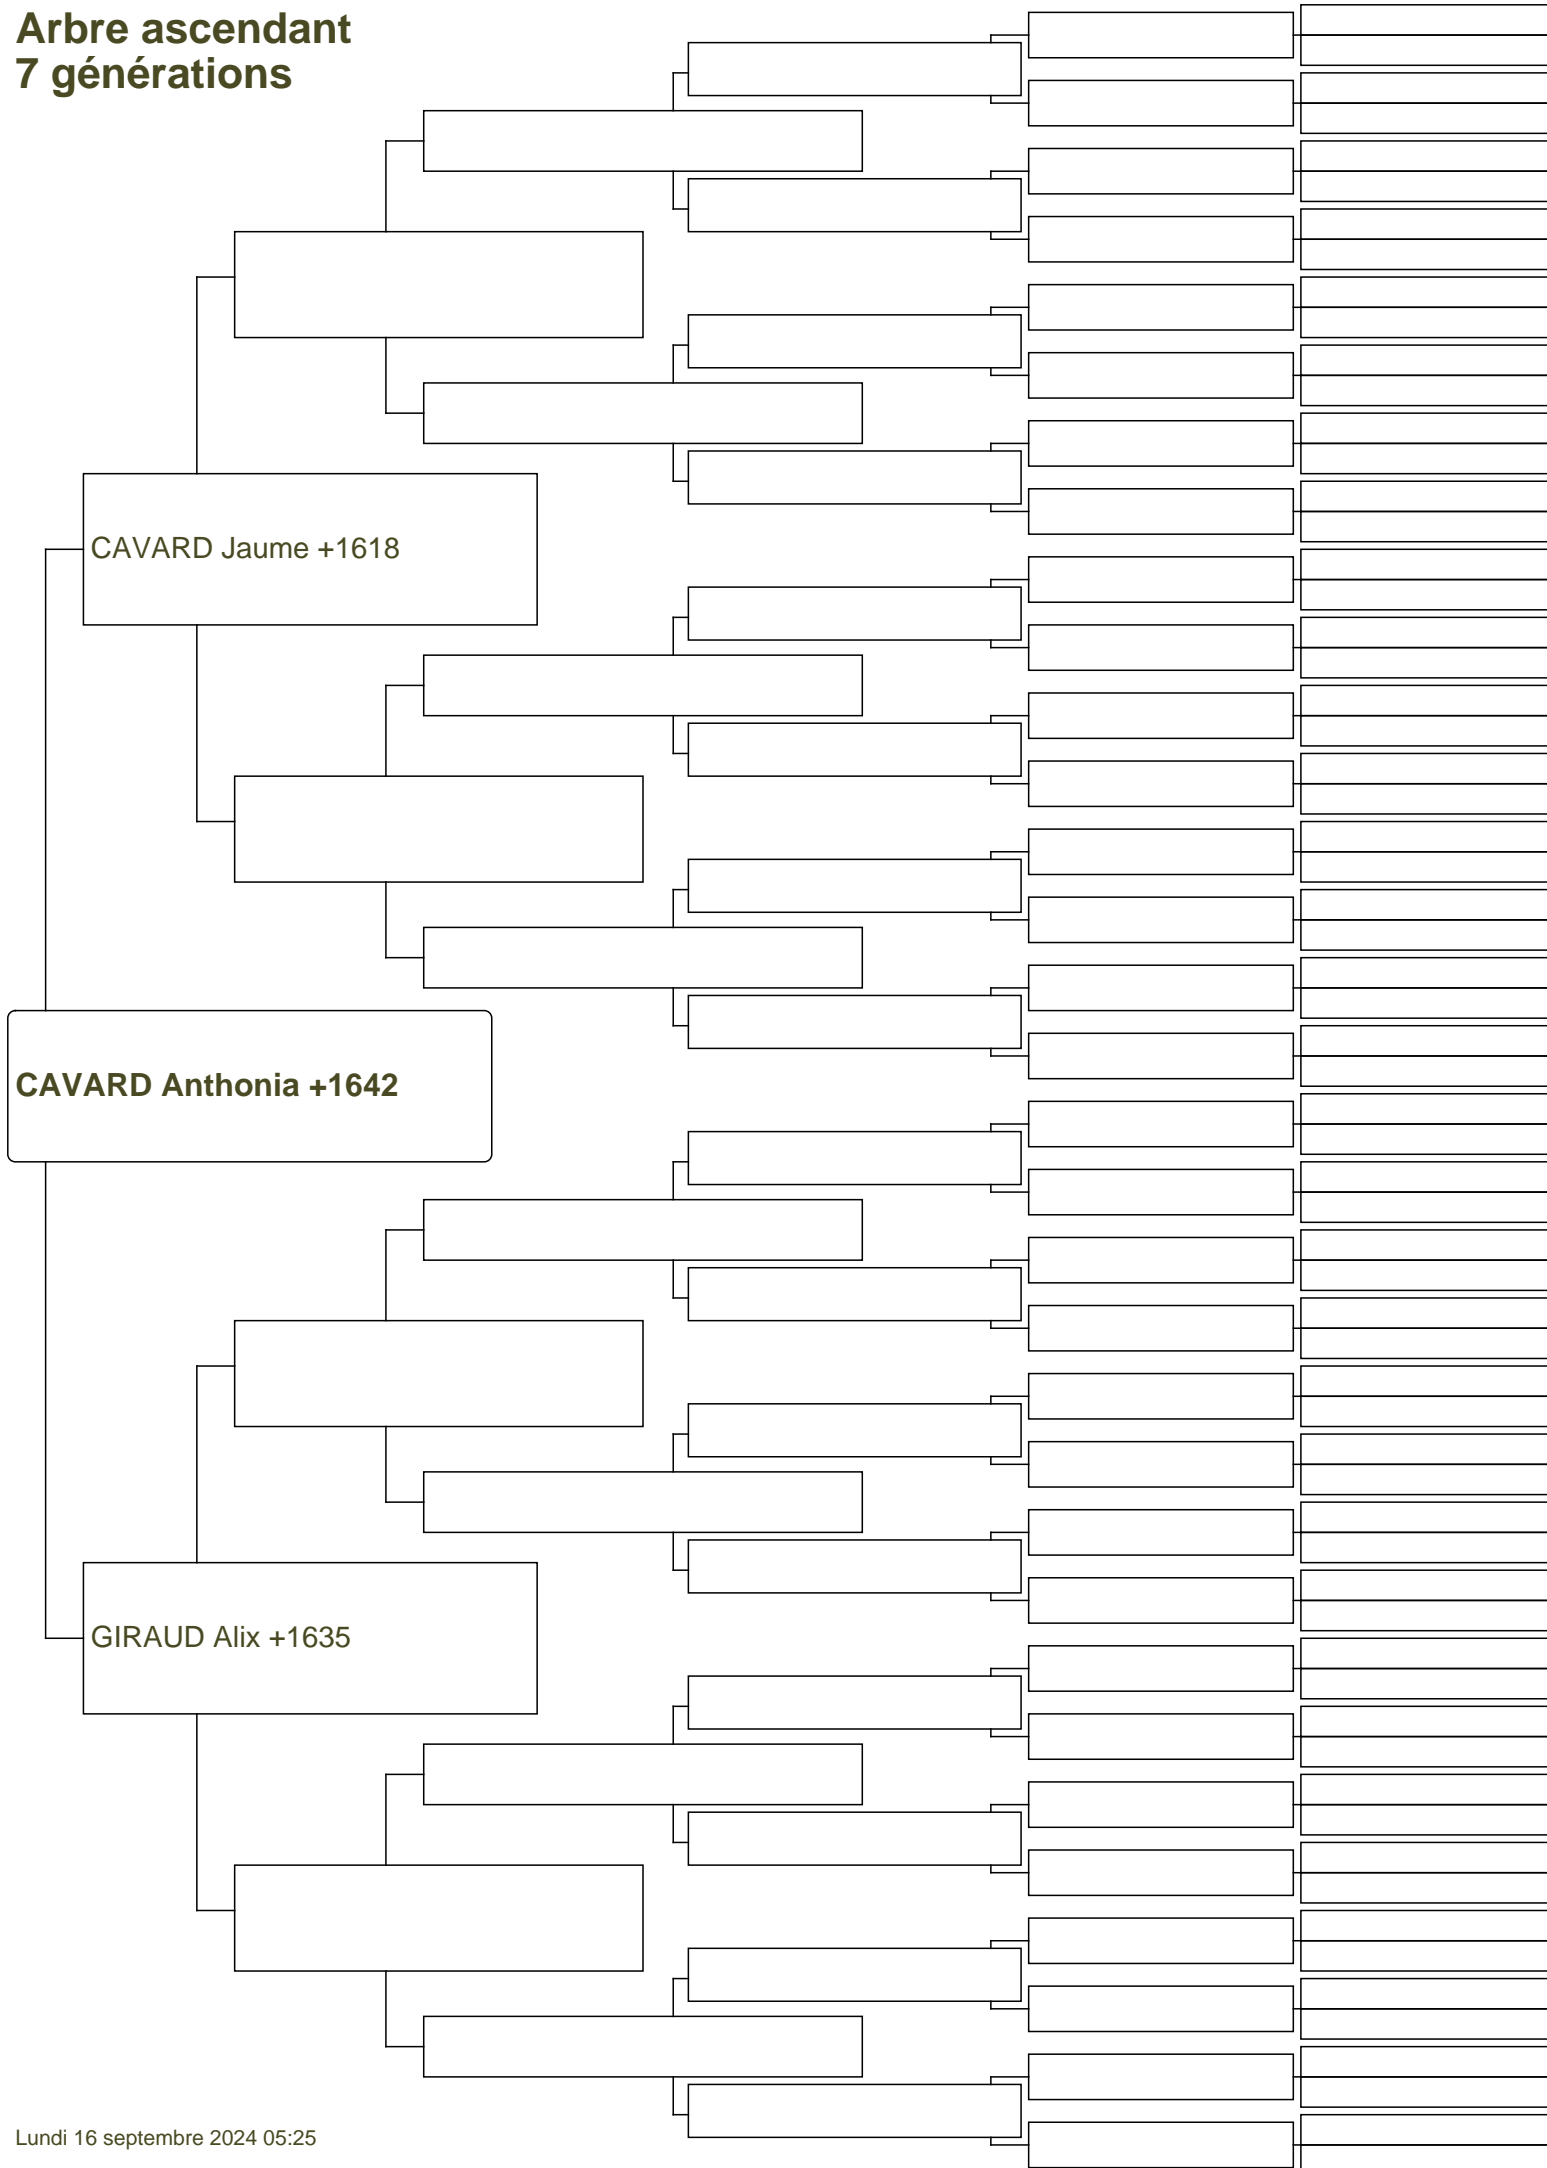 Arbre ascendant
7 générations
CAVARD Jaume +1618
CAVARD Anthonia +1642
GIRAUD Alix +1635
Lundi 16 septembre 2024 05:25